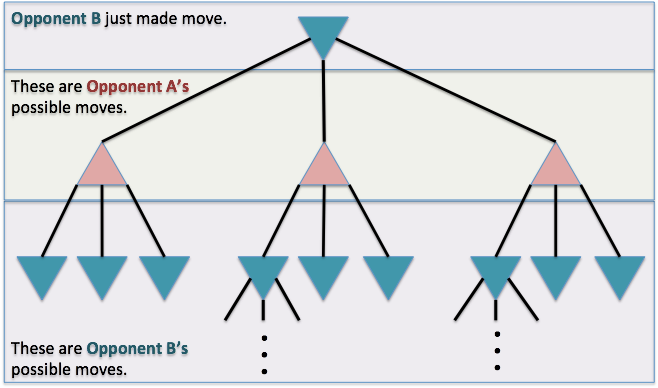 Opponent B just made move.
These are Opponent A's
possible moves.
These are Opponent B's
possible moves.